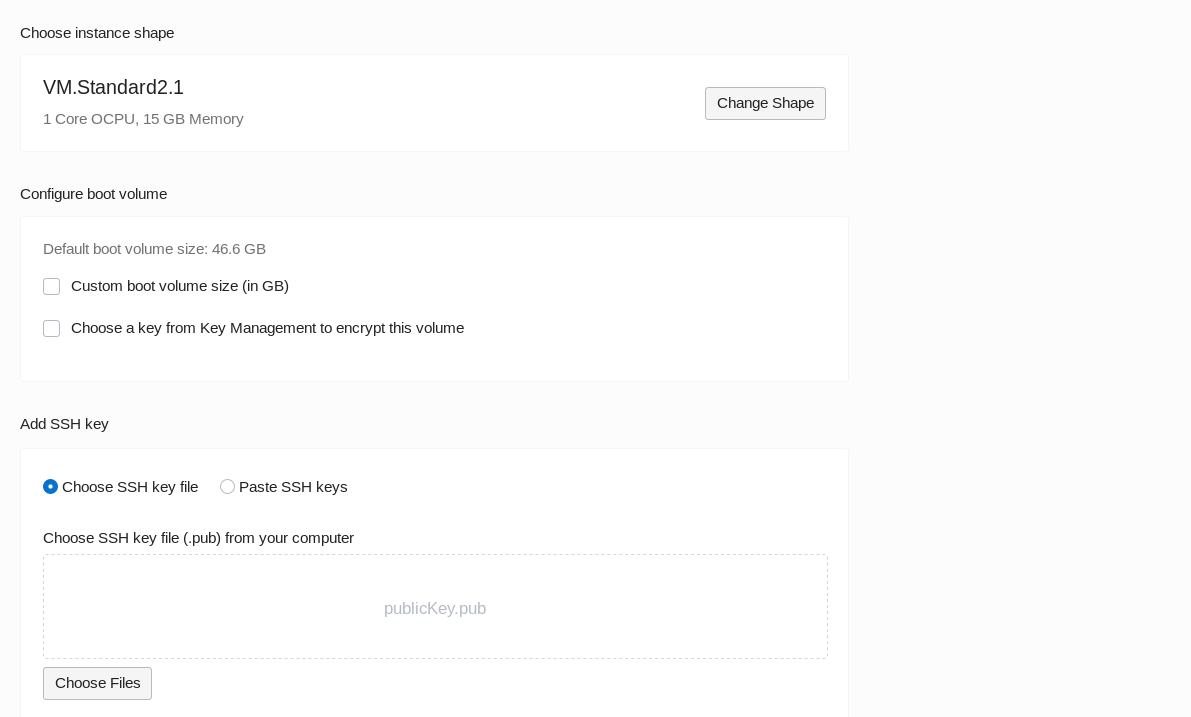 Choose instance shape
VM.Standard2.1
1 Core OCPU, 15 GB Memory
Change Shape
Configure boot volume
Default boot volume size: 46.6 GB
Custom boot volume size (in GB)
Choose a key from Key Management to encrypt this volume
Add SSH key
Choose SSH key file Paste SSH keys
Choose SSH key file (.pub) from your computer
publicKey.pub
Choose Files